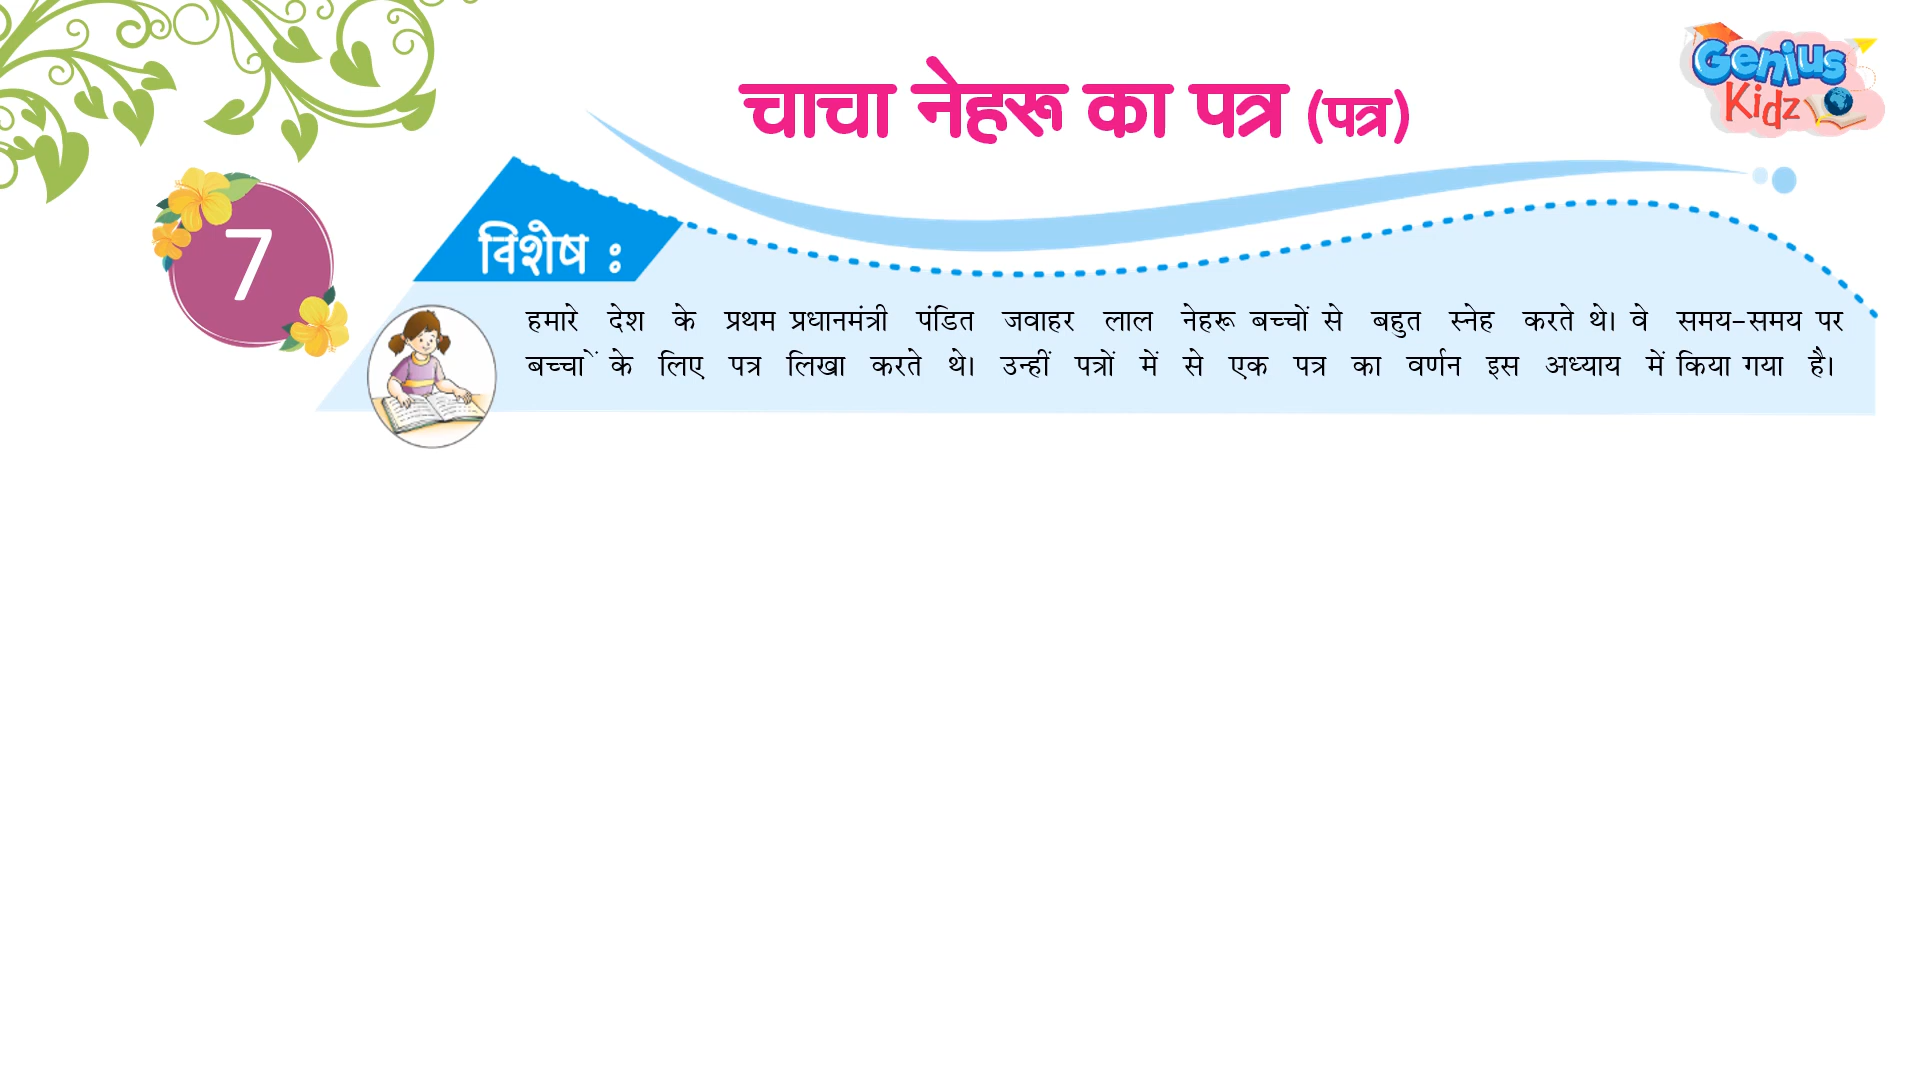 Genius
Kidz
चाचा नेहरू का पत्र (पत्र)
7
विशेष :
हमारे देश के प्रथम प्रधानमंत्री पंडित जवाहर लाल नेहरू बच्चों से बहुत स्नेह करते थे। वे समय-समय पर
बच्चाें के लिए पत्र लिखा करते थे। उन्हीं पत्रों में से एक पत्र का वर्णन इस अध्याय में किया गया है।